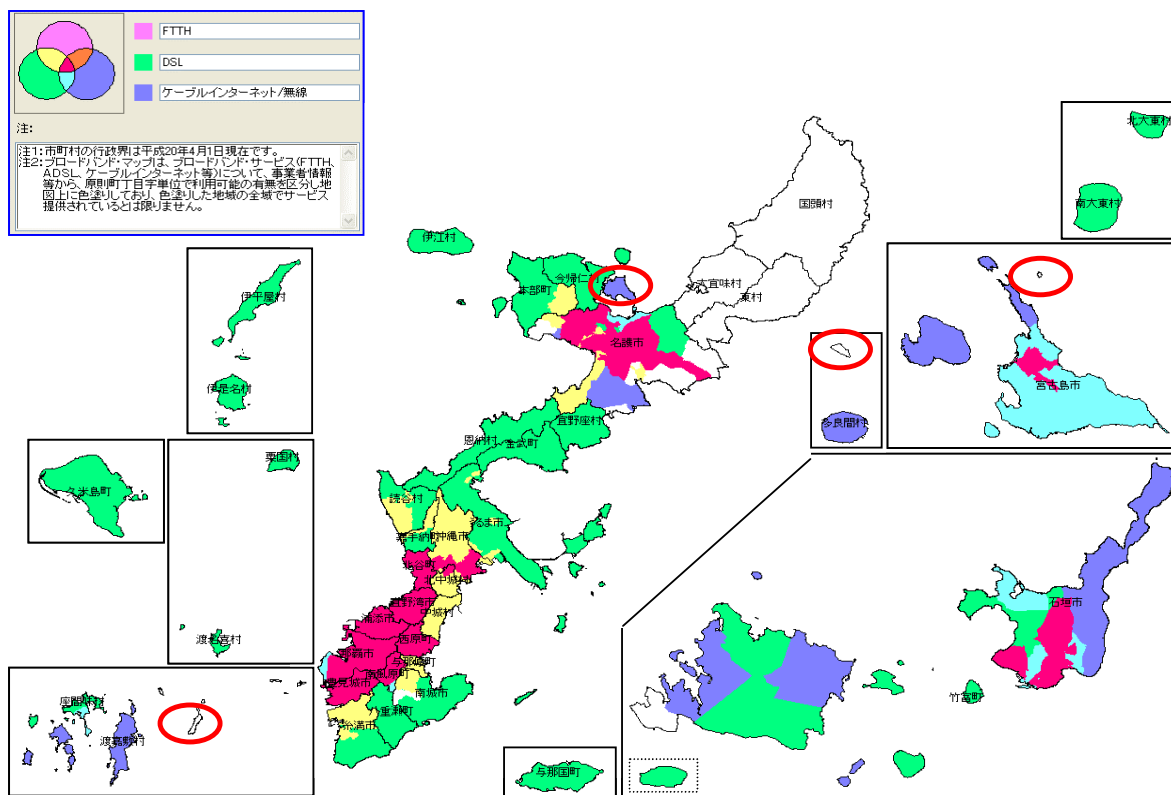 FTTH
DSL
ケーブルインターネット/無線
注:
注1:市町村の行政界は平成20年4月1日現在です。
注2:ブロードバンド・マップは、ブロードバンド・サービス(FTTH、
ADSL、ケーブルインターネット等)について、事業者情報
等から、原則町丁目字単位で利用可能の有無を区分し地
図上に色塗りしており、色塗りした地域の全域でサービス
提供されているとは限りません。
北大東村
南大東村
国頭村
伊江村
今帰仁村
本部町
大宜味村
東村
伊平屋村
名護市
伊是名村
宮古島市
多良間村
宜野座村
恩納村
金武町
粟国村
久米島町
読谷村
うるま市
嘉手納町
沖縄市
北谷町
北中城村
宜野湾市
中城村
浦添市
西原町
渡名喜村
那覇市
与那原町
南風原町
豊見城市
南城市
八重瀬町
糸満市
座間味村
渡嘉敷村
石垣市
竹富町
与那国町